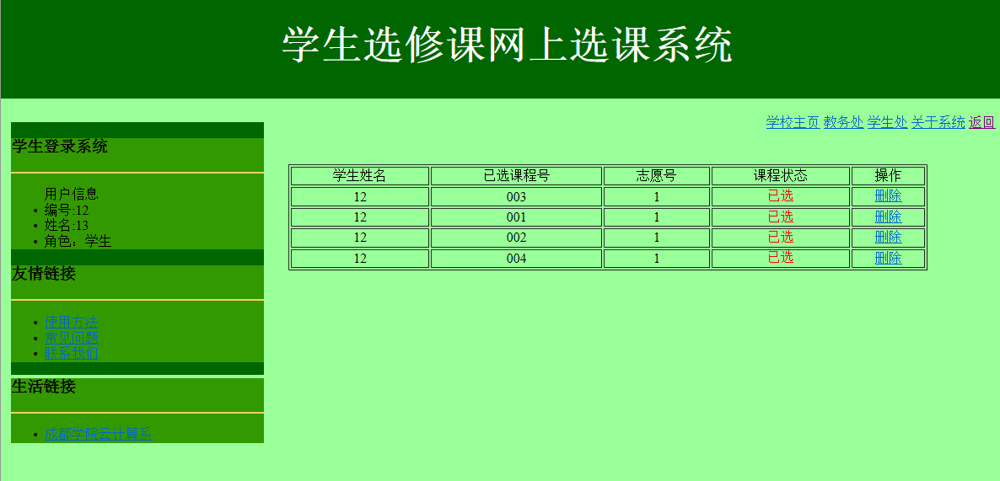 学生选修课网上选课系统
学校主页 教务处 学生处 关于系统 返回
学生登录系统
用户信息
编号:12
姓名:13
角色：学生
友情链接
使用方法
常见问题
联系我们
生活链接
成都学院云计算系
学生姓名 已选课程号 志愿号 课程状态 操作
12 003 1 已选 删除
12 001 1 已选 删除
12 002 1 已选 删除
12 004 1 已选 删除